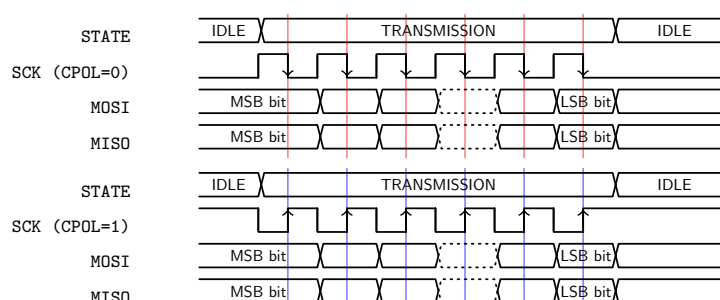 STATE IDLE TRANSMISSION IDLE
SCK (CPOL=0)
MOSI MSB bit LSB bit
MISO MSB bit LSB bit
STATE IDLE TRANSMISSION IDLE
SCK (CPOL=1)
MOSI MSB bit LSB bit
MISO MSB bit LSB bit